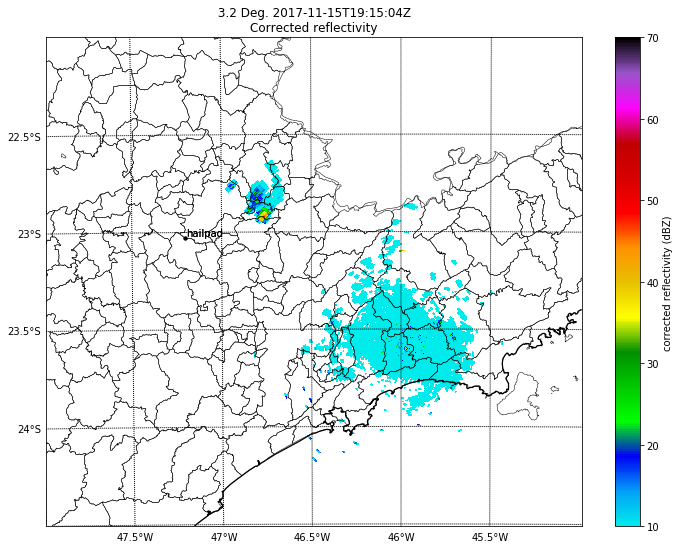 3.2 Deg. 2017-11-15T19:15:04Z
Corrected reflectivity
22.5°S
23°S
23.5°S
24°S
hailpad
47.5°W
47°W
46.5°W
46°W
45.5°W
70
60
50
40
30
20
10
corrected reflectivity (dBZ)